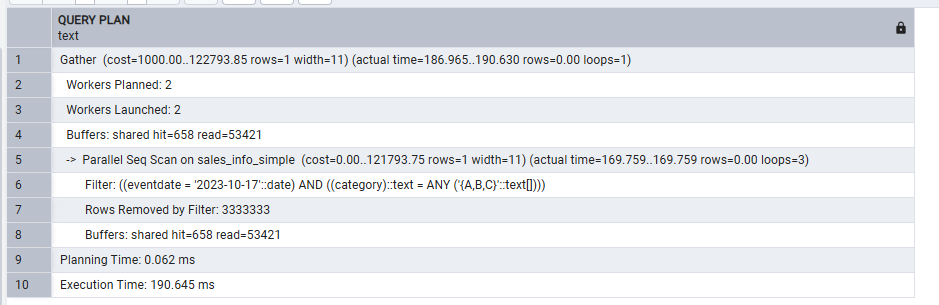 QUERY PLAN
text
1 Gather (cost=1000.00..122793.85 rows=1 width=11) (actual time=186.965..190.630 rows=0.00 loops=1)
2 Workers Planned: 2
3 Workers Launched: 2
4 Buffers: shared hit=658 read=53421
5 -> Parallel Seq Scan on sales_info_simple (cost=0.00..121793.75 rows=1 width=11) (actual time=169.759..169.759 rows=0.00 loops=3)
6 Filter: ((eventdate = '2023-10-17'::date) AND ((category)::text = ANY ('{A,B,C}'::text[])))
7 Rows Removed by Filter: 3333333
8 Buffers: shared hit=658 read=53421
9 Planning Time: 0.062 ms
10 Execution Time: 190.645 ms